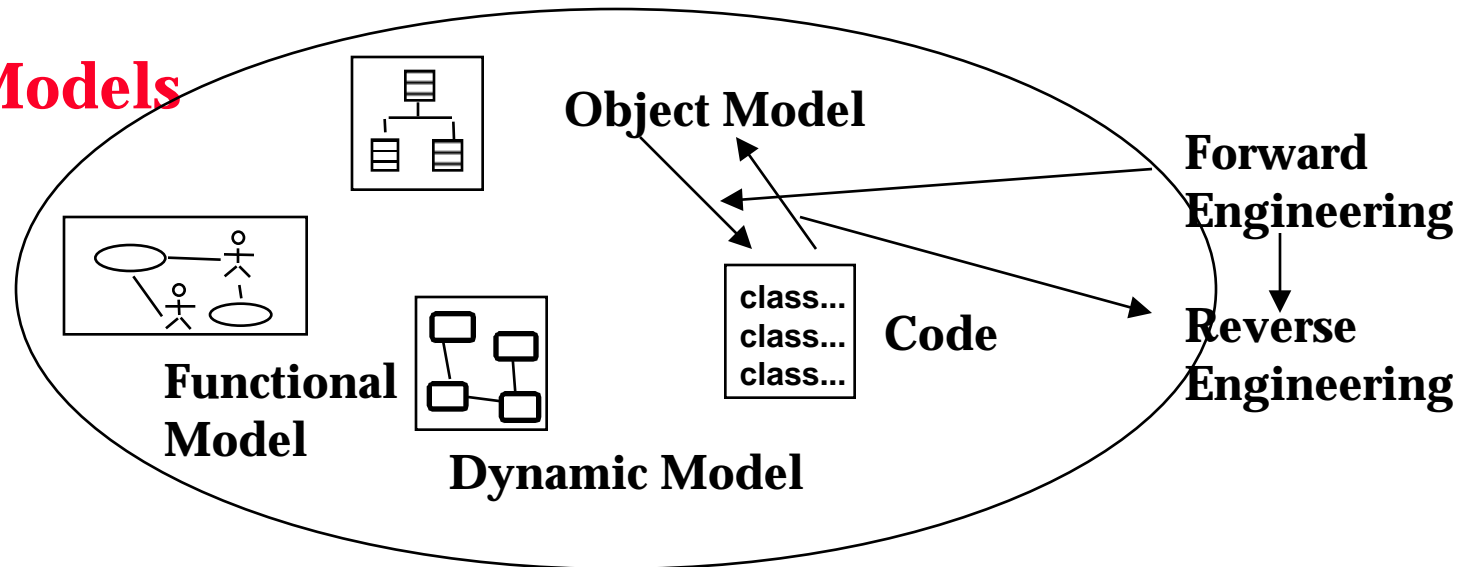 Models
Object Model
Forward
Engineering
class...
class...
class...
Code
Reverse
Engineering
Functional
Model
Dynamic Model